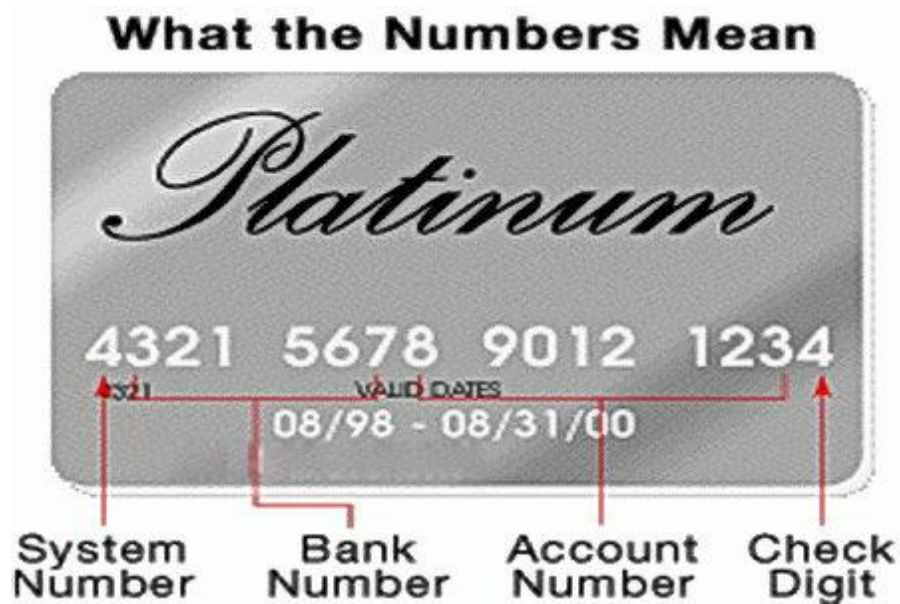 What the Numbers Mean
Platinum
4321 5678 9012 1234
4321 VALID DATES
08/98 - 08/31/00
System Number
Bank Number
Account Number
Check Digit